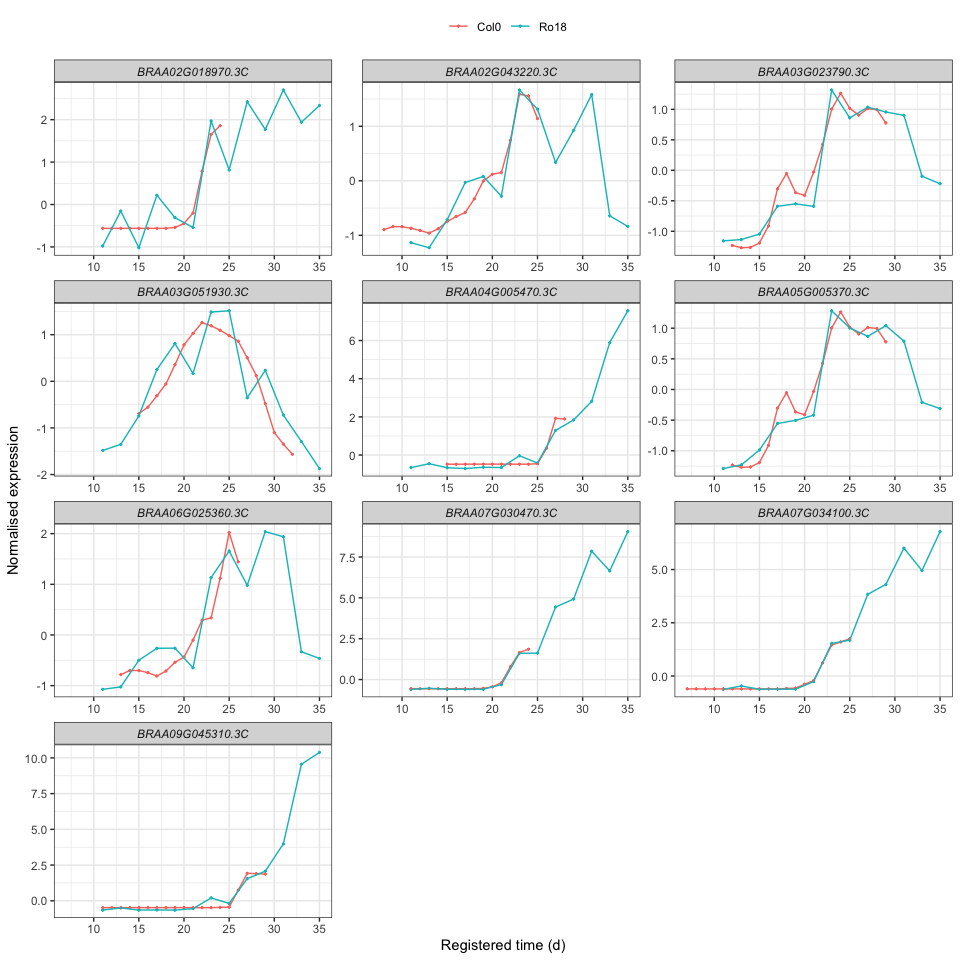 Col0 Ro18
BRAA02G018970.3C BRAA02G043220.3C BRAA03G023790.3C
2
1
0
-1
10 15 20 25 30 35
1
0
-1
10 15 20 25 30 35
1.0
0.5
0.0
-0.5
-1.0
10 15 20 25 30 35
BRAA03G051930.3C BRAA04G005470.3C BRAA05G005370.3C
1
0
-1
-2
10 15 20 25 30 35
6
4
2
0
10 15 20 25 30 35
1.0
0.5
0.0
-0.5
-1.0
10 15 20 25 30 35
BRAA06G025360.3C BRAA07G030470.3C BRAA07G034100.3C
2
1
0
-1
10 15 20 25 30 35
7.5
5.0
2.5
0.0
10 15 20 25 30 35
5.0
2.5
0.0
10 15 20 25 30 35
BRAA09G045310.3C
10.0
7.5
5.0
2.5
0.0
10 15 20 25 30 35
Normalised expression
Registered time (d)